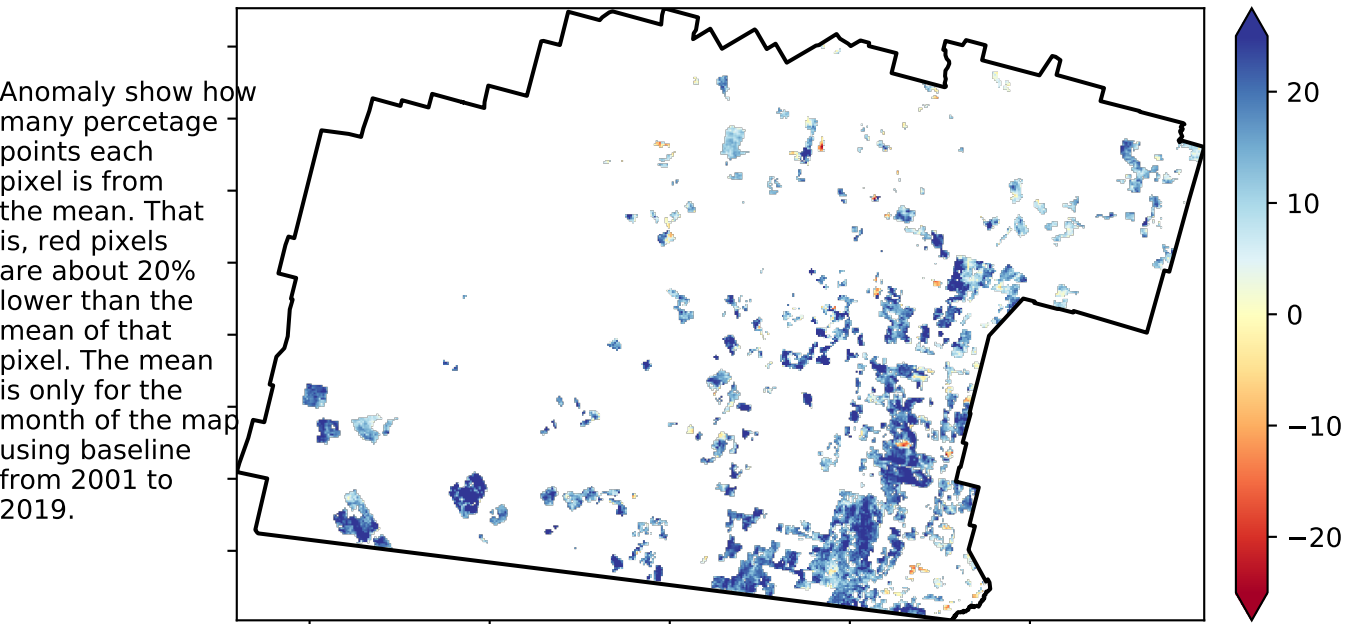 Anomaly show how
many percetage
points each
pixel is from
the mean. That
is, red pixels
are about 20%
lower than the
mean of that
pixel. The mean
is only for the
month of the map
using baseline
from 2001 to
2019.
20
10
0
−10
−20